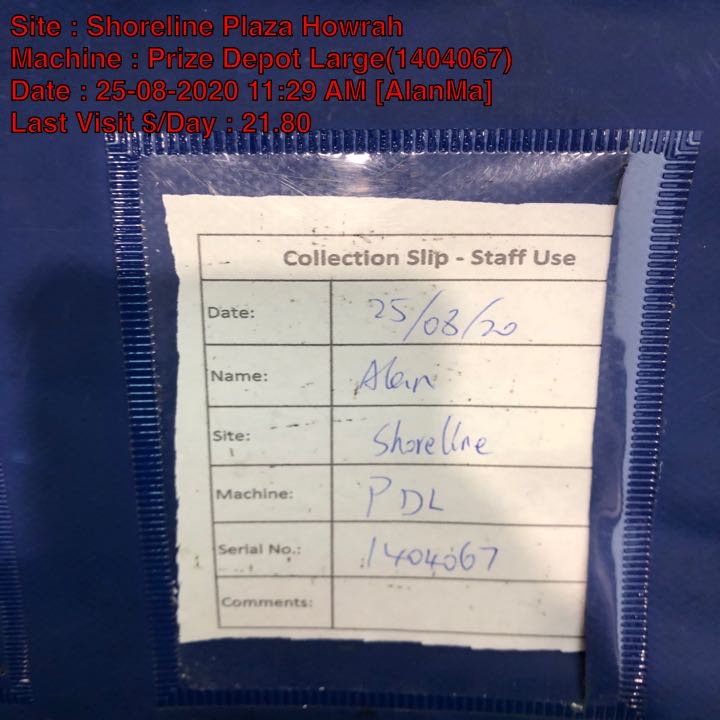 Site : Shoreline Plaza Howrah
Machine : Prize Depot Large(1404067)
Date : 25-08-2020 11:29 AM [AlanMa]
Last Visit $/Day : 21.80
Collection Slip - Staff Use
Date: 25/08/20
Name: Alan
Site: Shoreline
Machine: PDL
Serial No.: 1404067
Comments: